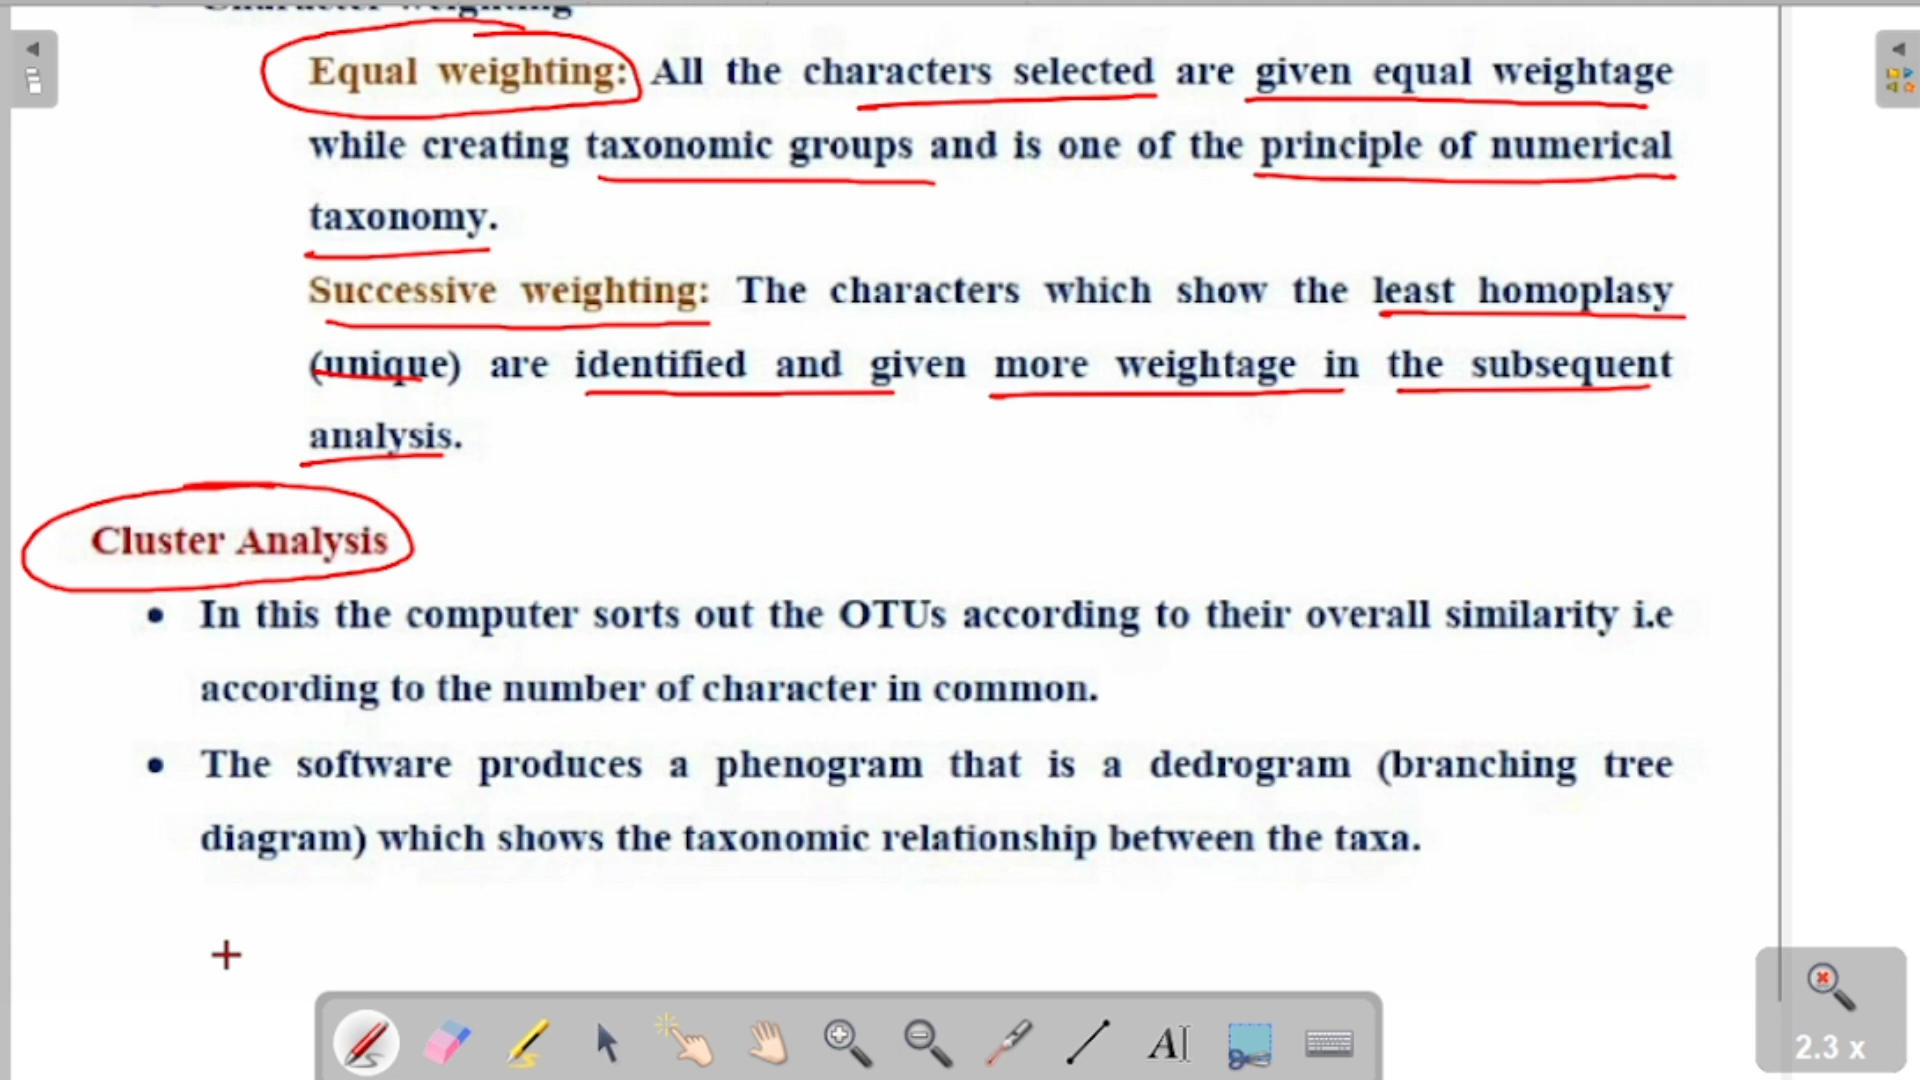 Character weighting
Equal weighting: All the characters selected are given equal weightage
while creating taxonomic groups and is one of the principle of numerical
taxonomy.
Successive weighting: The characters which show the least homoplasy
(unique) are identified and given more weightage in the subsequent
analysis.
Cluster Analysis
• In this the computer sorts out the OTUs according to their overall similarity i.e
according to the number of character in common.
• The software produces a phenogram that is a dedrogram (branching tree
diagram) which shows the taxonomic relationship between the taxa.
2.3 x